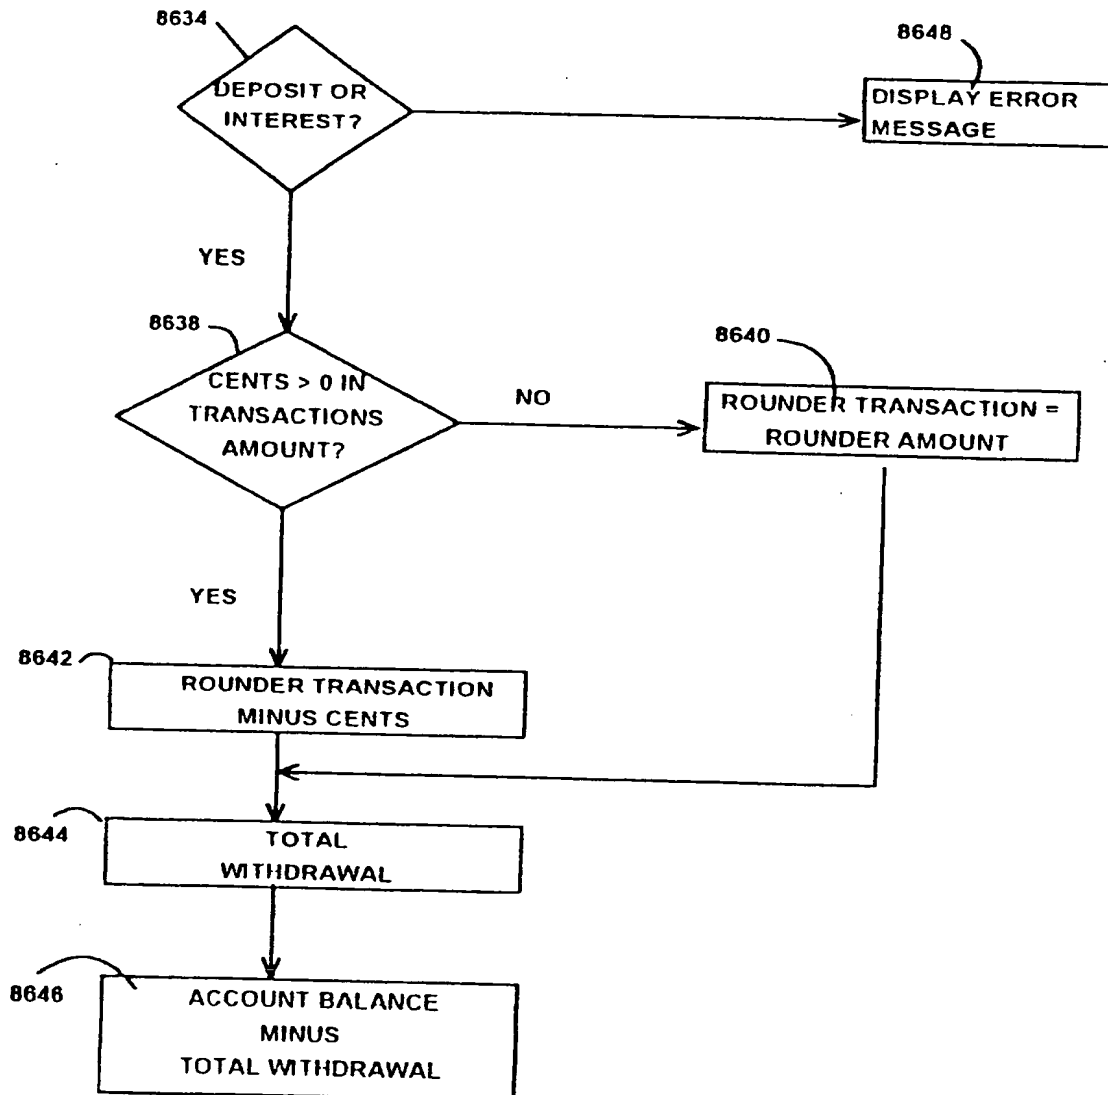 8634
DEPOSIT OR
INTEREST?
8648
DISPLAY ERROR
MESSAGE
YES
8638
CENTS > 0 IN
TRANSACTIONS
AMOUNT?
NO
8640
ROUNDER TRANSACTION =
ROUNDER AMOUNT
YES
8642
ROUNDER TRANSACTION
MINUS CENTS
8644
TOTAL
WITHDRAWAL
8646
ACCOUNT BALANCE
MINUS
TOTAL WITHDRAWAL